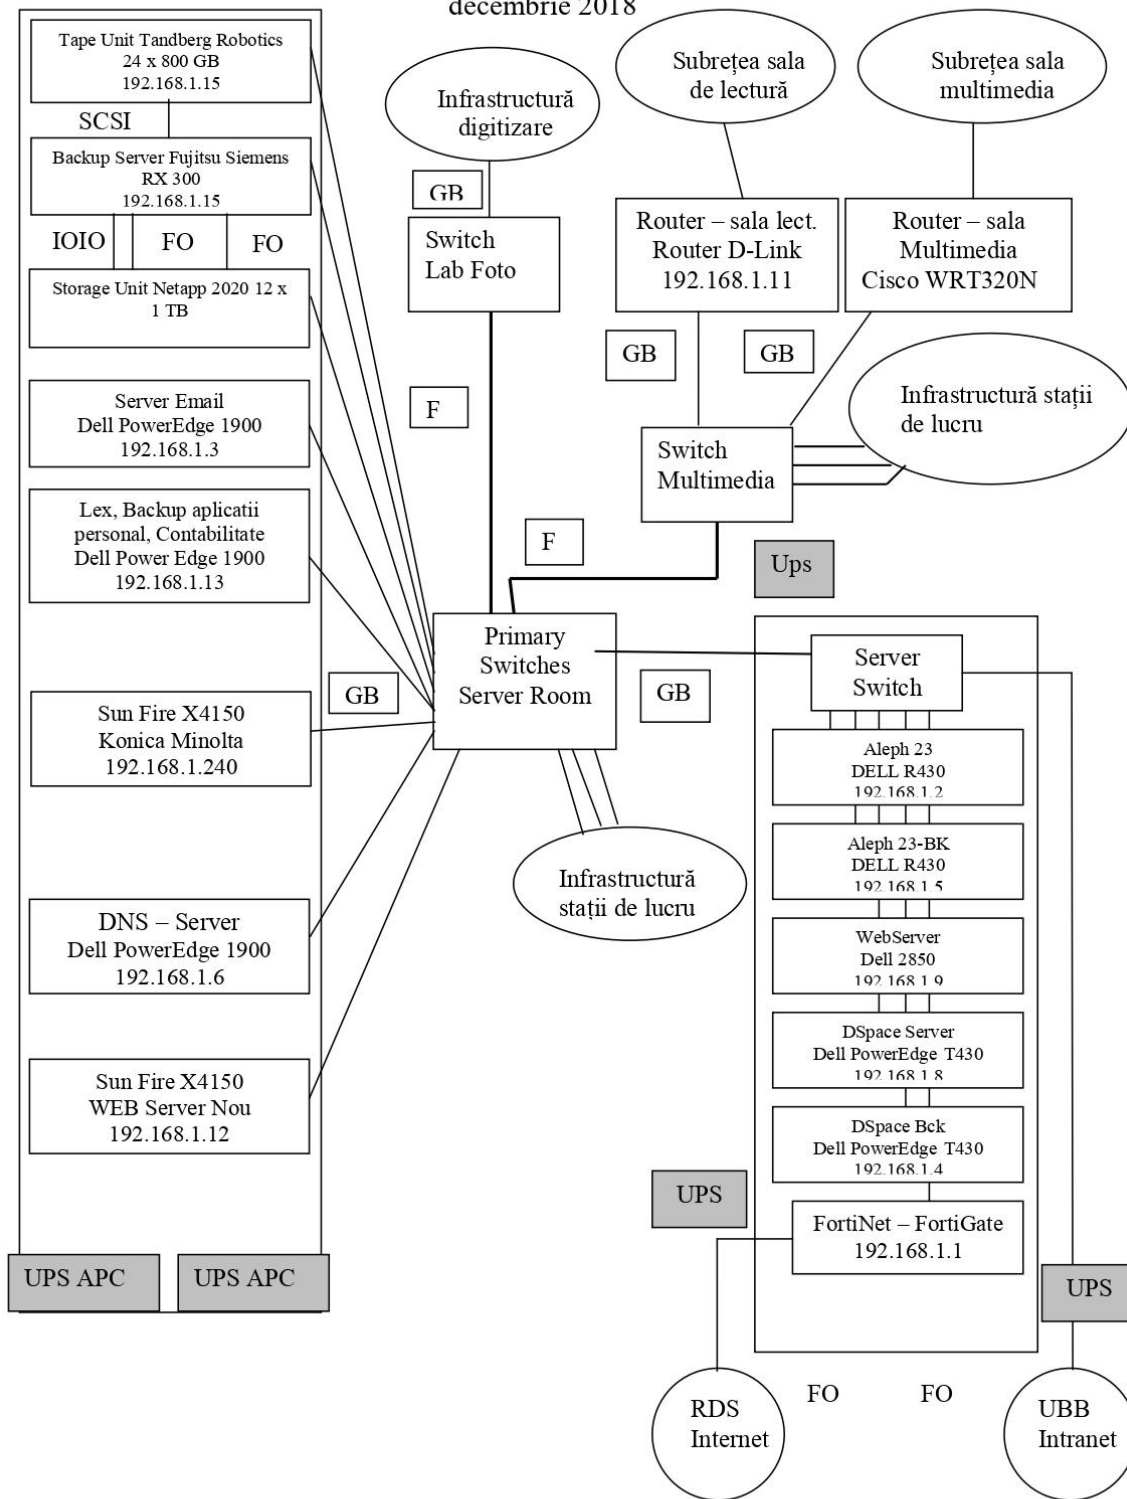 decembrie 2018
Tape Unit Tandberg Robotics
24 x 800 GB
192.168.1.15
SCSI
Backup Server Fujitsu Siemens
RX 300
192.168.1.15
IOIO
FO
FO
Storage Unit Netapp 2020 12 x
1 TB
Server Email
Dell PowerEdge 1900
192.168.1.3
Lex, Backup aplicatii
personal, Contabilitate
Dell Power Edge 1900
192.168.1.13
Sun Fire X4150
Konica Minolta
192.168.1.240
DNS – Server
Dell PowerEdge 1900
192.168.1.6
Sun Fire X4150
WEB Server Nou
192.168.1.12
UPS APC
UPS APC
GB
Infrastructură
digitizare
GB
Switch
Lab Foto
F
Subrețea sala
de lectură
Subrețea sala
multimedia
Router – sala lect.
Router D-Link
192.168.1.11
Router – sala
Multimedia
Cisco WRT320N
GB
GB
Infrastructură stații
de lucru
Switch
Multimedia
F
Ups
Primary
Switches
Server Room
GB
Infrastructură
stații de lucru
Server
Switch
Aleph 23
DELL R430
192.168.1.2
Aleph 23-BK
DELL R430
192.168.1.5
WebServer
Dell 2850
192.168.1.9
DSpace Server
Dell PowerEdge T430
192.168.1.8
DSpace Bck
Dell PowerEdge T430
192.168.1.4
FortiNet – FortiGate
192.168.1.1
UPS
UPS
RDS
Internet
FO
FO
UBB
Intranet